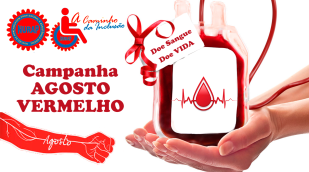 A Caminho
da Inclusão
Doe Sangue
Doe VIDA
Campanha
AGOSTO
VERMELHO
Agosto